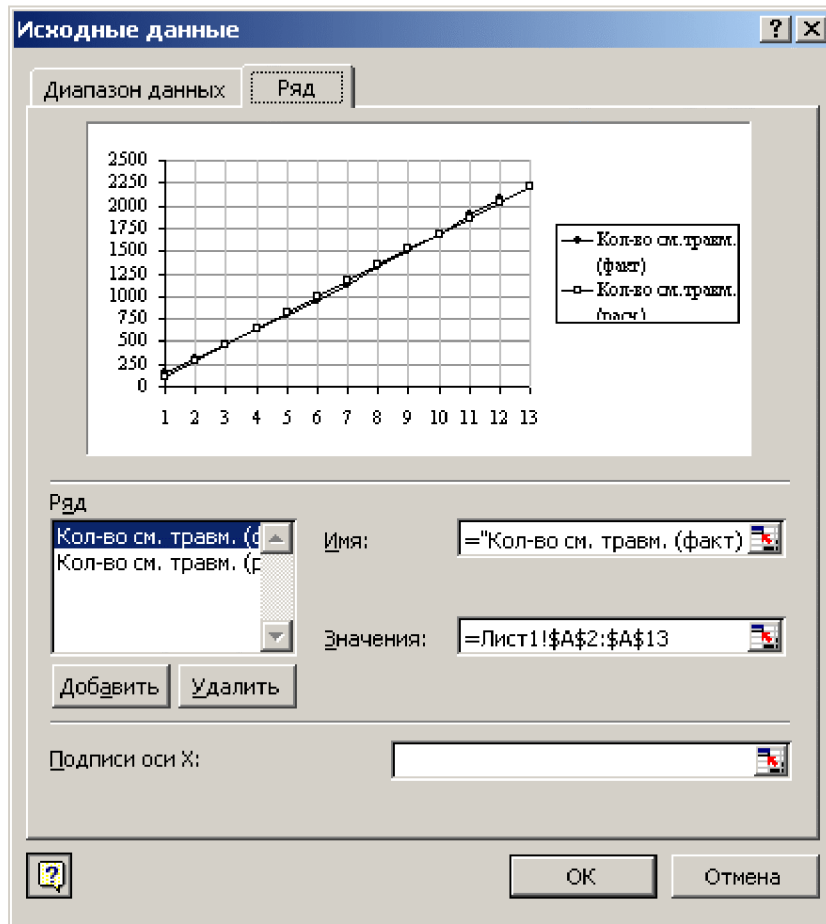 Исходные данные
Диапазон данных Ряд
2500
2250
2000
1750
1500
1250
1000
750
500
250
0
1 2 3 4 5 6 7 8 9 10 11 12 13
Кол-во см.травм.
(факт)
Кол-во см.травм.
Ряд
Кол-во см. травм. (ф
Кол-во см. травм. (р
Имя:
="Кол-во см. травм. (факт)
Значения:
=Лист1!$A$2:$A$13
Добавить Удалить
Подписи оси X:
ОК Отмена